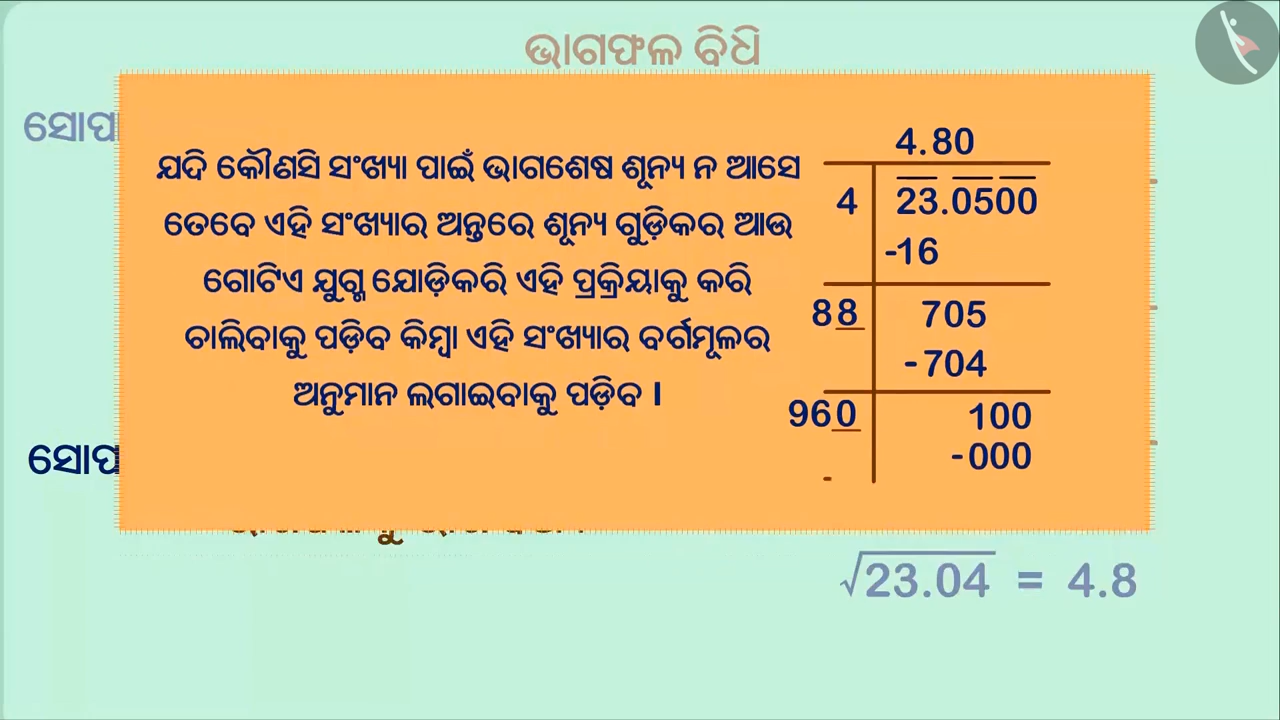 ଭାଗଫଳ ବିଧି
ଯଦି କୌଣସି ସଂଖ୍ୟା ପାଇଁ ଭାଗଶେଷ ଶୂନ୍ୟ ନ ଆସେ
ତେବେ ଏହି ସଂଖ୍ୟାର ଅନ୍ତରେ ଶୂନ୍ୟ ଗୁଡ଼ିକର ଆଉ
ଗୋଟିଏ ଯୁଗ୍ମ ଯୋଡ଼ିକରି ଏହି ପ୍ରକ୍ରିୟାକୁ କରି
ଚାଲିବାକୁ ପଡ଼ିବ କିମ୍ବା ଏହି ସଂଖ୍ୟାର ବର୍ଗମୂଳର
ଅନୁମାନ ଲଗାଇବାକୁ ପଡ଼ିବ ।
4.80
4 23.0500
-16
88 705
-704
960 100
-000
√23.04 = 4.8